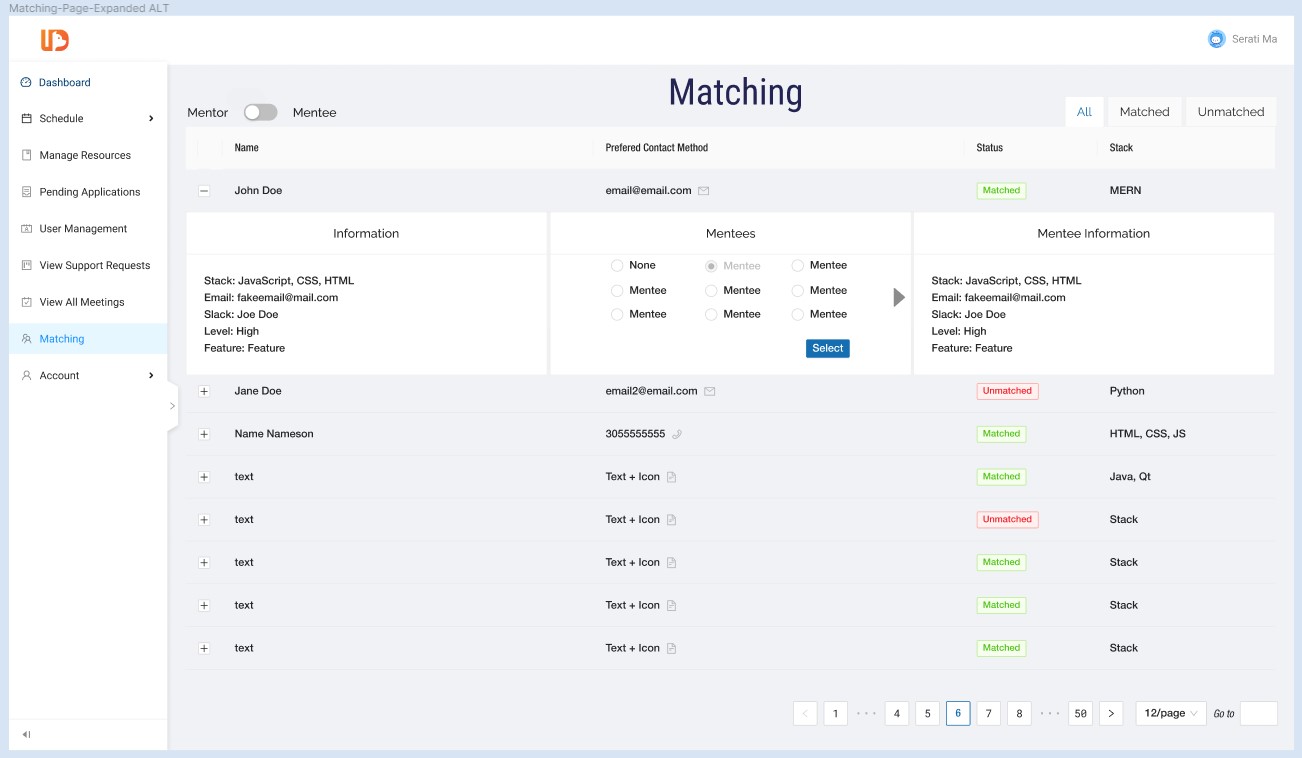 Matching-Page-Expanded ALT
Serati Ma
Dashboard
Schedule
Manage Resources
Pending Applications
User Management
View Support Requests
View All Meetings
Matching
Account
Matching
Mentor Mentee
All Matched Unmatched
Name Prefered Contact Method Status Stack
John Doe email@email.com Matched MERN
Information
Stack: JavaScript, CSS, HTML
Email: fakeemail@mail.com
Slack: Joe Doe
Level: High
Feature: Feature
Mentees
None Mentee Mentee
Mentee Mentee Mentee
Mentee Mentee Mentee
Select
Mentee Information
Stack: JavaScript, CSS, HTML
Email: fakeemail@mail.com
Slack: Joe Doe
Level: High
Feature: Feature
Jane Doe email2@email.com Unmatched Python
Name Nameson 3055555555 Matched HTML, CSS, JS
text Text + Icon Matched Java, Qt
text Text + Icon Unmatched Stack
text Text + Icon Matched Stack
text Text + Icon Matched Stack
text Text + Icon Matched Stack
< 1 ••• 4 5 6 7 8 ••• 50 > 12/page Go to